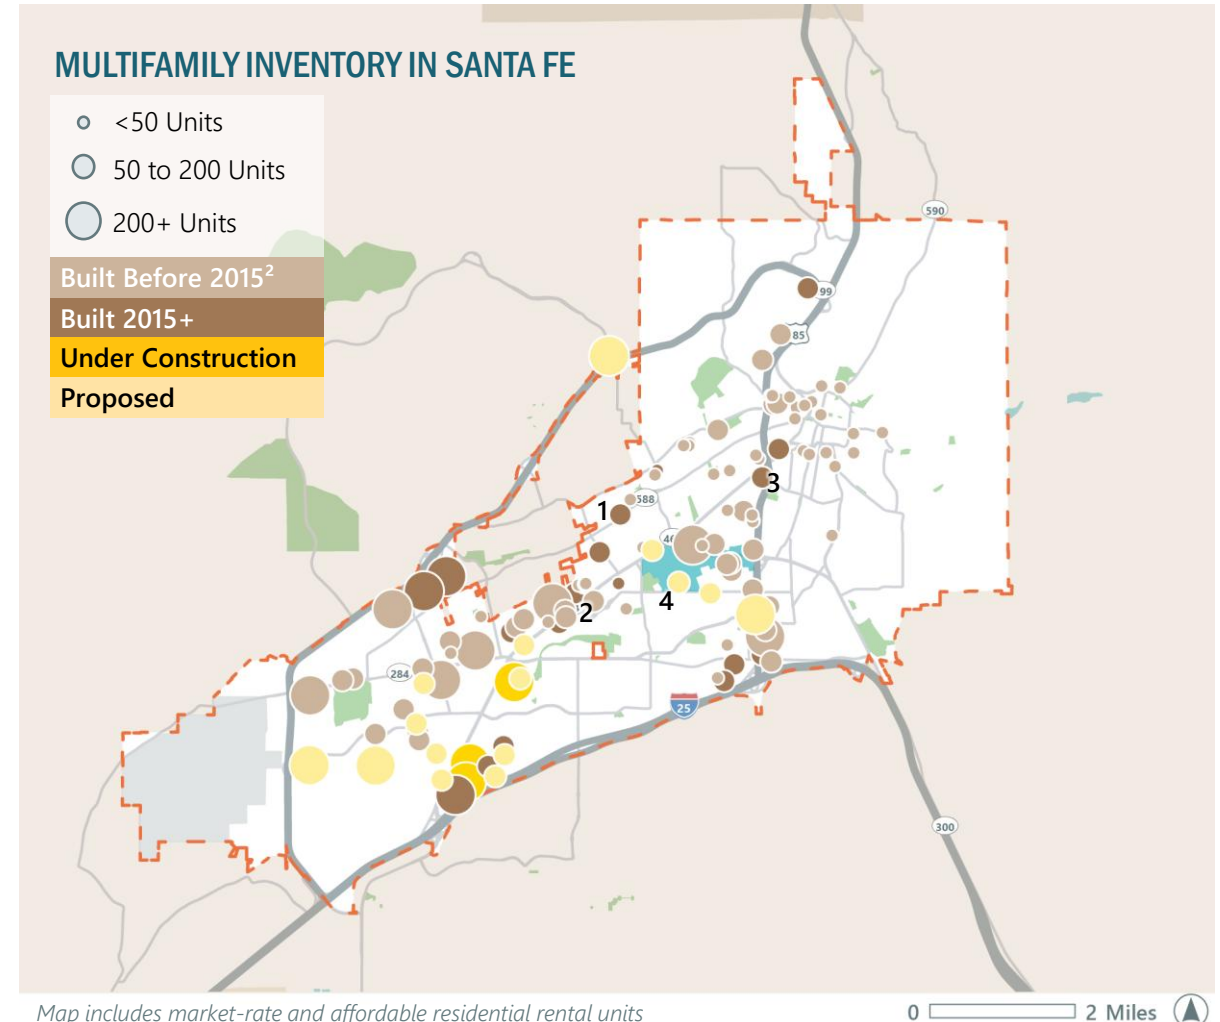 MULTIFAMILY INVENTORY IN SANTA FE
<50 Units
50 to 200 Units
200+ Units
Built Before 2015²
Built 2015+
Under Construction
Proposed
590
599
85
3
1
588
4
2
284
25
300
Map includes market-rate and affordable residential rental units
0 2 Miles